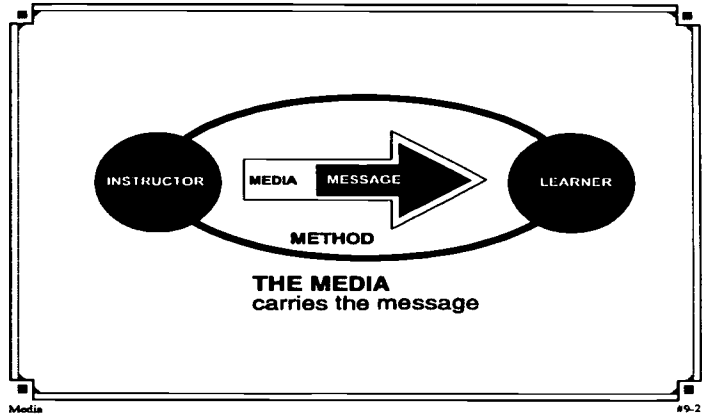 INSTRUCTOR
MEDIA MESSAGE
LEARNER
METHOD
THE MEDIA
carries the message
Media
#9-2